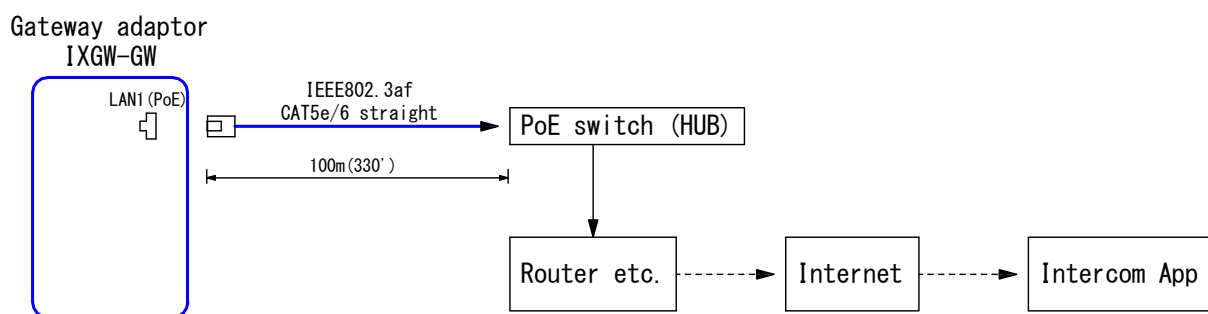 Gateway adaptor
IXGW-GW
LAN1(PoE)
IEEE802.3af
CAT5e/6 straight
PoE switch (HUB)
100m(330')
Router etc.
Internet
Intercom App